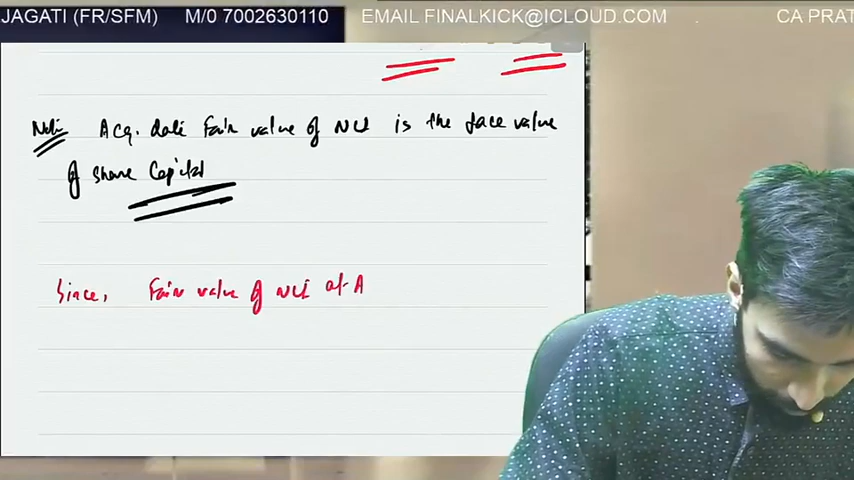 JAGATI (FR/SFM) M/0 7002630110 EMAIL FINALKICK@ICLOUD.COM CA PRAT
Note Acq. date Fair value of NCI is the face value
of share Capital
Since, Fair value of NCI at A